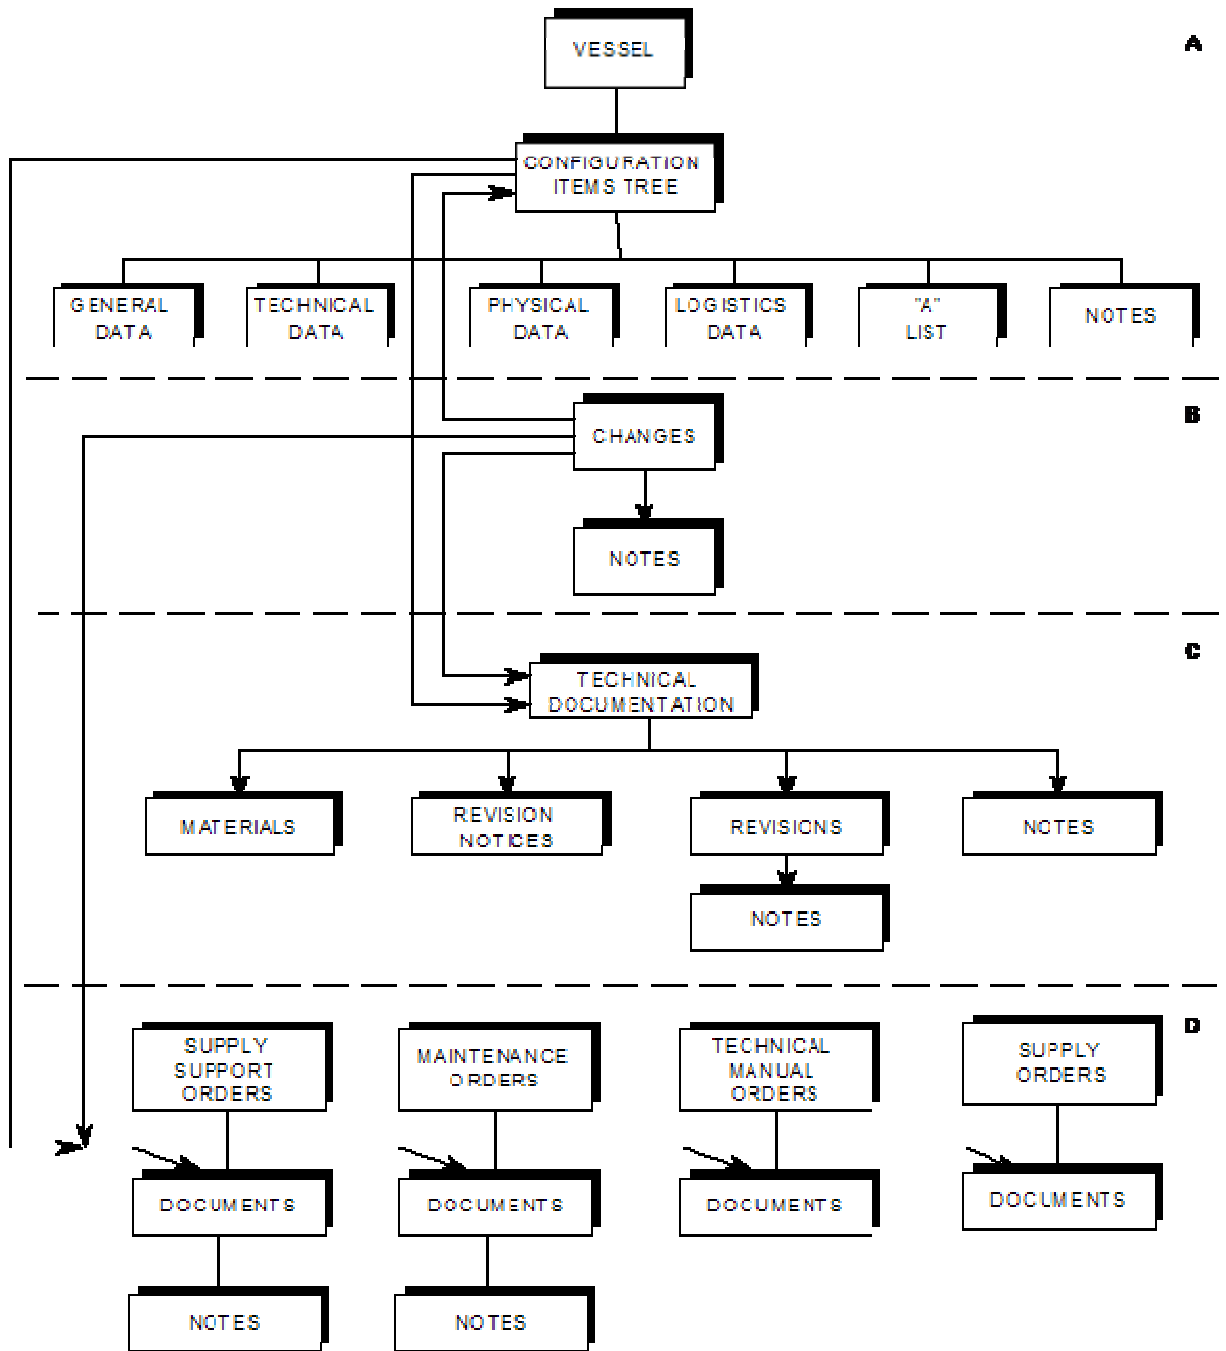 VESSEL
A
CONFIGURATION
ITEMS TREE
GENERAL
DATA
TECHNICAL
DATA
PHYSICAL
DATA
LOGISTICS
DATA
"A"
LIST
NOTES
B
CHANGES
NOTES
C
TECHNICAL
DOCUMENTATION
MATERIALS
REVISION
NOTICES
REVISIONS
NOTES
NOTES
D
SUPPLY
SUPPORT
ORDERS
MAINTENANCE
ORDERS
TECHNICAL
MANUAL
ORDERS
SUPPLY
ORDERS
DOCUMENTS
DOCUMENTS
DOCUMENTS
DOCUMENTS
NOTES
NOTES